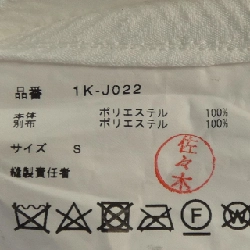 品番 1K-J022
本体 ポリエステル 100%
別布 ポリエステル 100%
サイズ S
縫製責任者
佐々木
F
W